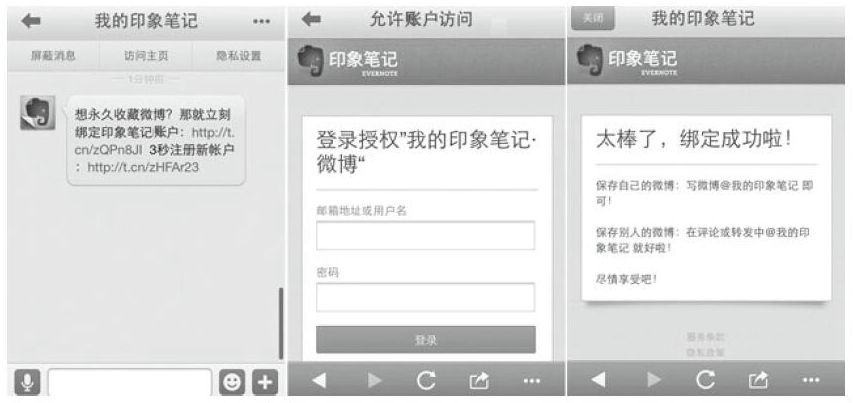 我的印象笔记
屏蔽消息 访问主页 隐私设置
1分钟前
想永久收藏微博？那就立刻
绑定印象笔记账户：http://t.
cn/zQPn8JI 3秒注册新帐户
：http://t.cn/zHFAr23
允许账户访问
印象笔记
EVERNOTE
登录授权"我的印象笔记·
微博"
邮箱地址或用户名
密码
登录
关闭 我的印象笔记
印象笔记
EVERNOTE
太棒了，绑定成功啦！
保存自己的微博：写微博@我的印象笔记 即
可！
保存别人的微博：在评论或转发中@我的印
象笔记 就好啦！
尽情享受吧！
服务条款
隐私政策